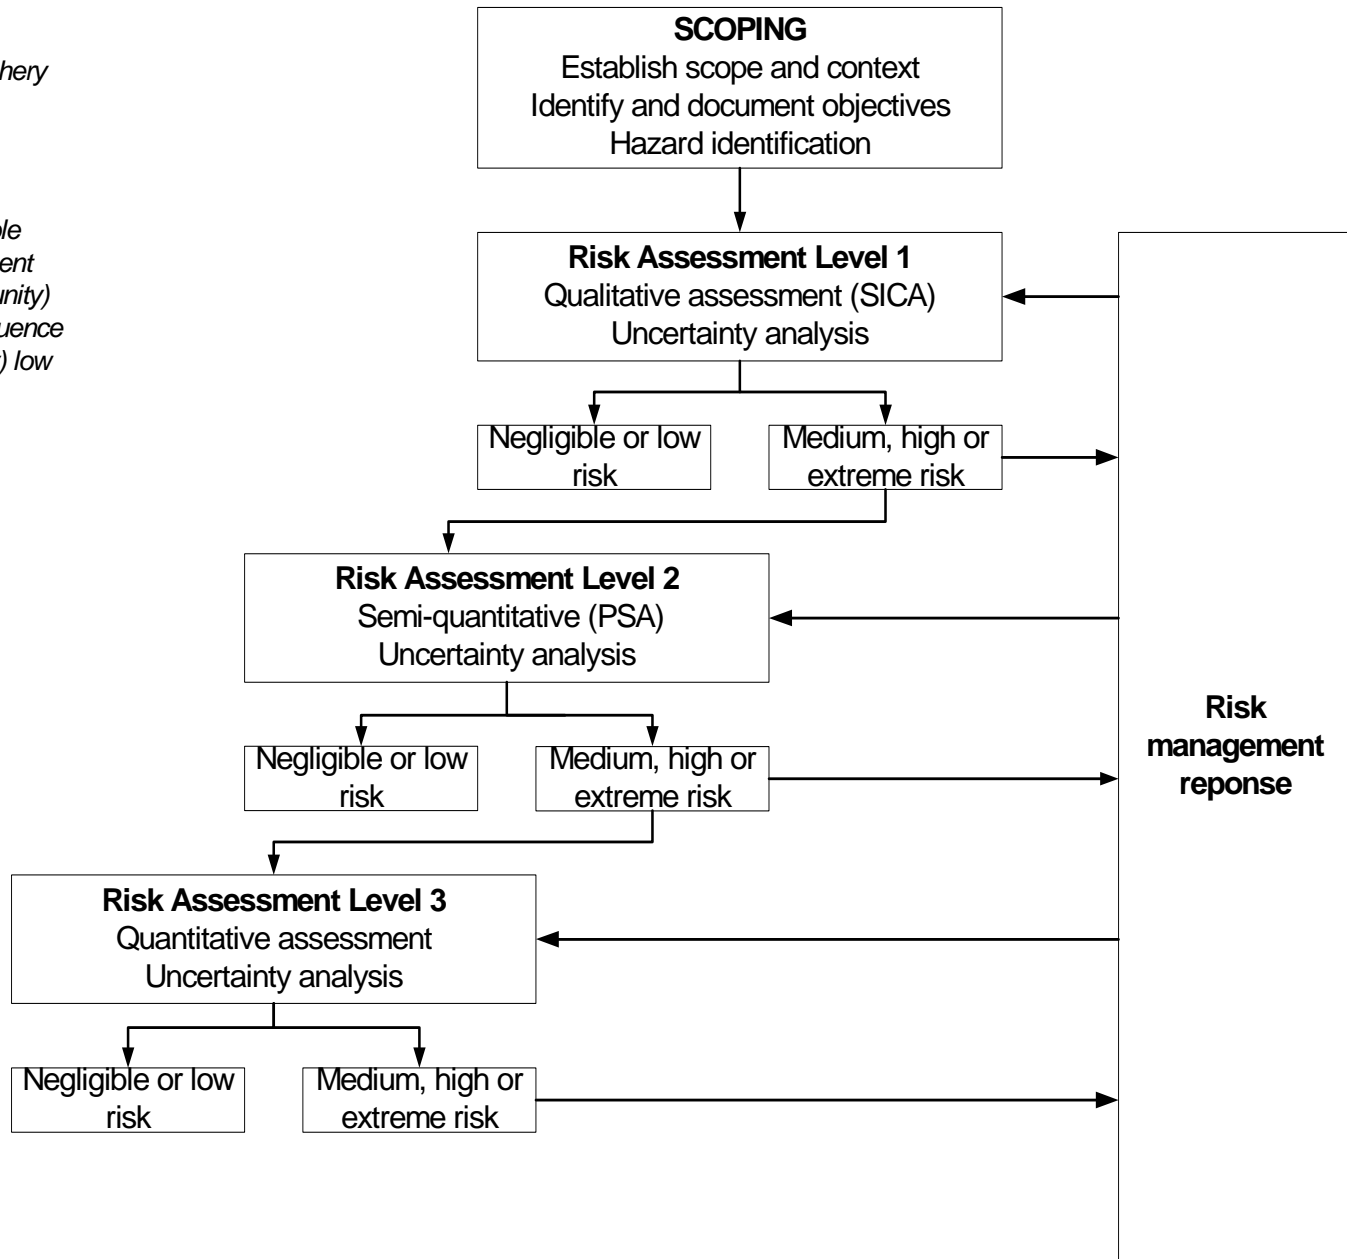 SCOPING
Establish scope and context
Identify and document objectives
Hazard identification
Risk Assessment Level 1
Qualitative assessment (SICA)
Uncertainty analysis
Negligible or low
risk
Medium, high or
extreme risk
Risk Assessment Level 2
Semi-quantitative (PSA)
Uncertainty analysis
Negligible or low
risk
Medium, high or
extreme risk
Risk Assessment Level 3
Quantitative assessment
Uncertainty analysis
Negligible or low
risk
Medium, high or
extreme risk
Risk
management
reponse
low